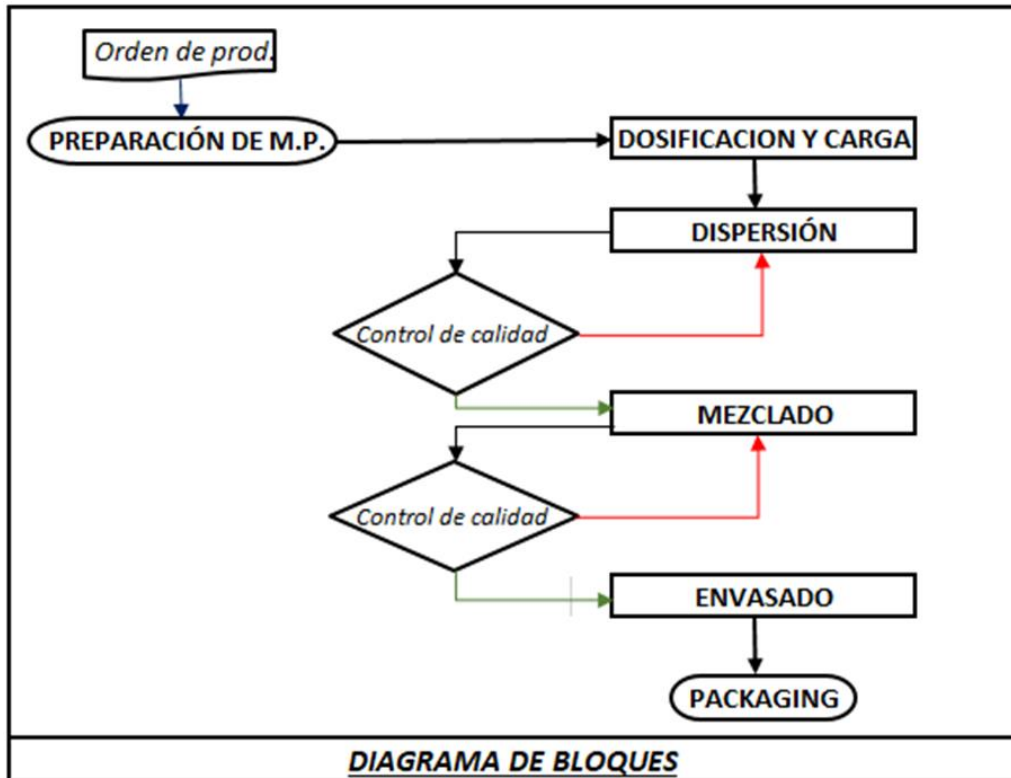 Orden de prod.
PREPARACIÓN DE M.P.
DOSIFICACION Y CARGA
DISPERSIÓN
Control de calidad
MEZCLADO
Control de calidad
ENVASADO
PACKAGING
DIAGRAMA DE BLOQUES